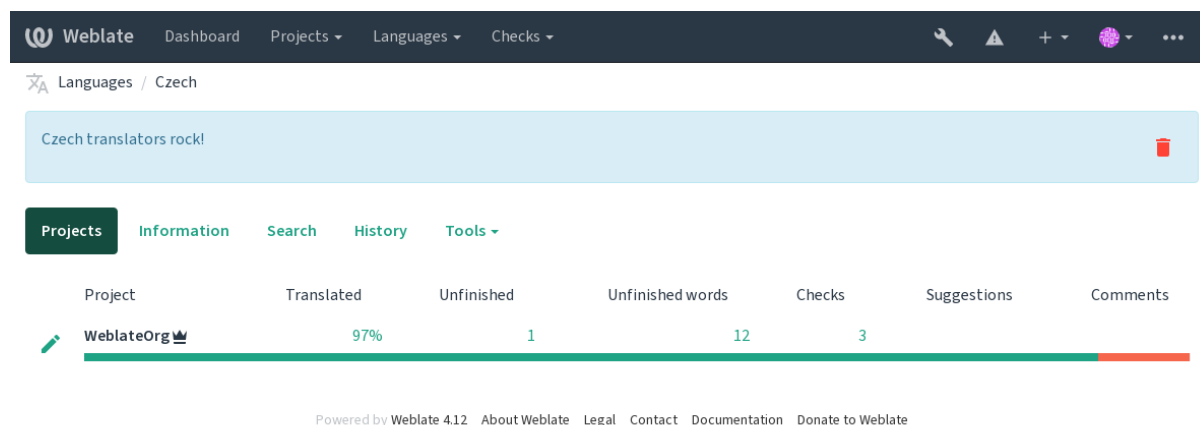 Weblate Dashboard Projects Languages Checks
Languages / Czech
Czech translators rock!
Projects Information Search History Tools
Project Translated Unfinished Unfinished words Checks Suggestions Comments
WeblateOrg 97% 1 12 3
Powered by Weblate 4.12 About Weblate Legal Contact Documentation Donate to Weblate